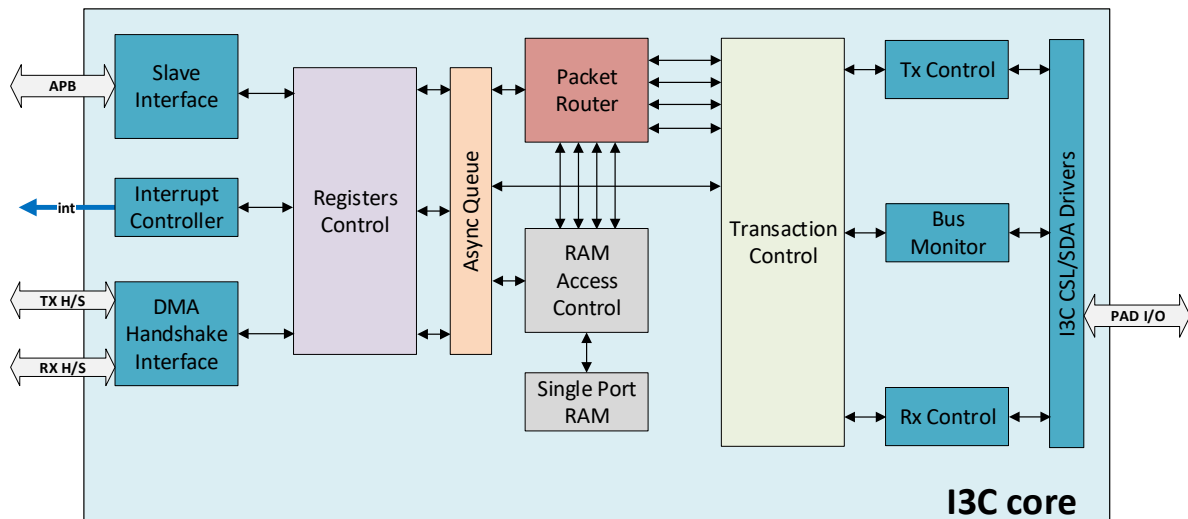 APB
Slave
Interface
int
Interrupt
Controller
TX H/S
RX H/S
DMA
Handshake
Interface
Registers
Control
Async Queue
Packet
Router
RAM
Access
Control
Single Port
RAM
Transaction
Control
Tx Control
Bus
Monitor
Rx Control
I3C CSL/SDA Drivers
PAD I/O
I3C core